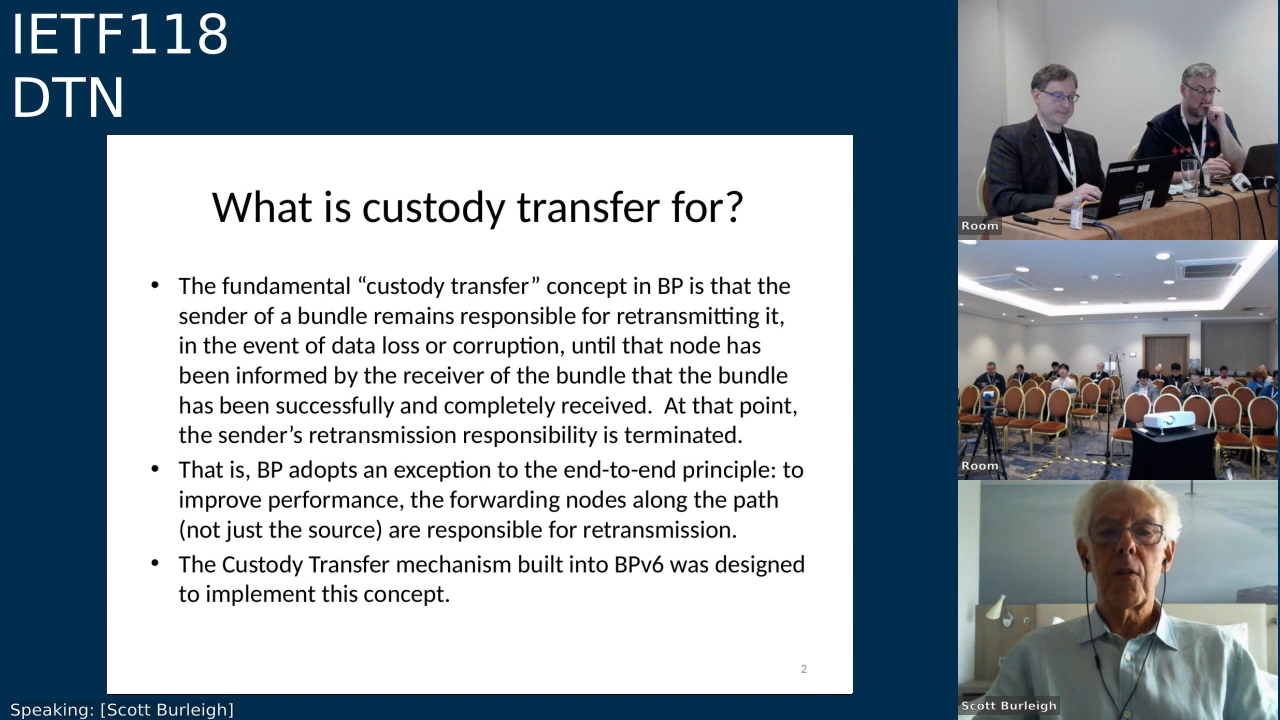 IETF118
DTN
What is custody transfer for?
• The fundamental “custody transfer” concept in BP is that the
sender of a bundle remains responsible for retransmitting it,
in the event of data loss or corruption, until that node has
been informed by the receiver of the bundle that the bundle
has been successfully and completely received.  At that point,
the sender’s retransmission responsibility is terminated.
• That is, BP adopts an exception to the end-to-end principle: to
improve performance, the forwarding nodes along the path
(not just the source) are responsible for retransmission.
• The Custody Transfer mechanism built into BPv6 was designed
to implement this concept.
2
Speaking: [Scott Burleigh]
Room
Room
Scott Burleigh